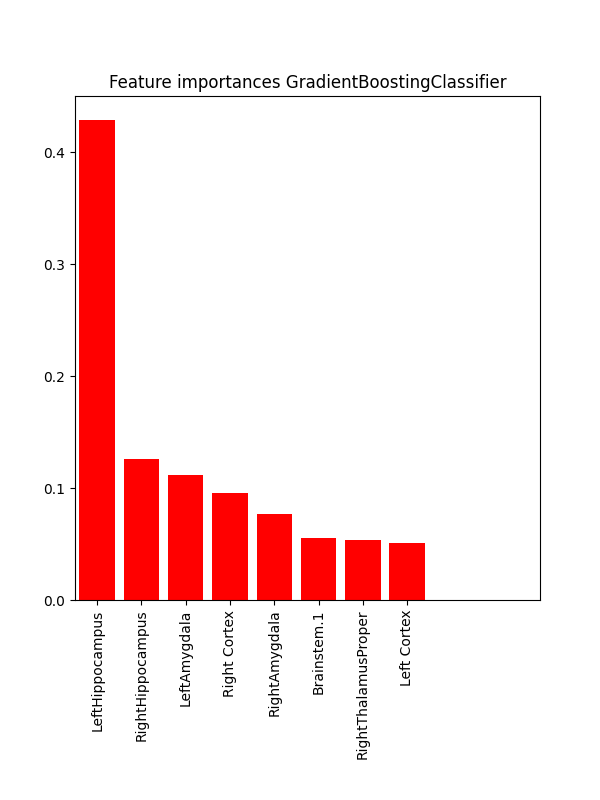 Feature importances GradientBoostingClassifier
0.4
0.3
0.2
0.1
0.0
LeftHippocampus
RightHippocampus
LeftAmygdala
Right Cortex
RightAmygdala
Brainstem.1
RightThalamusProper
Left Cortex